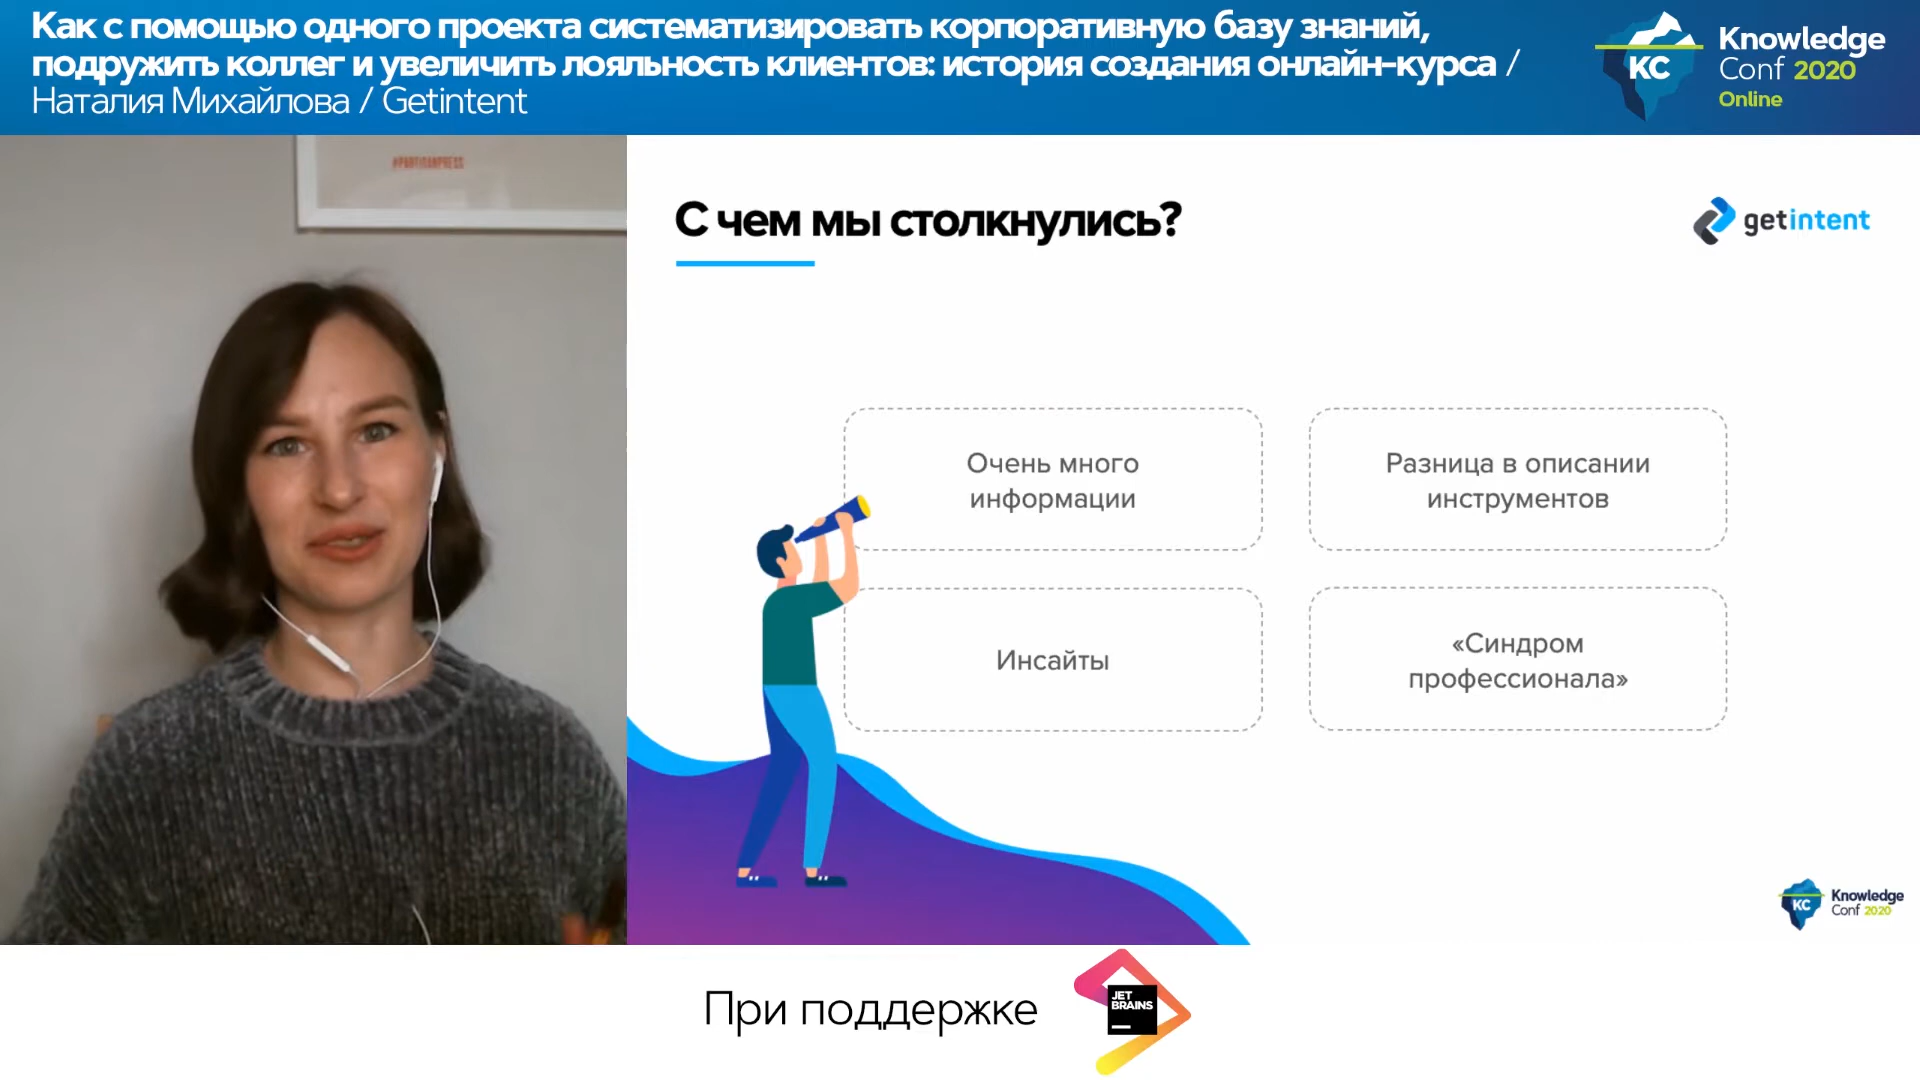 Как с помощью одного проекта систематизировать корпоративную базу знаний,
подружить коллег и увеличить лояльность клиентов: история создания онлайн-курса /
Наталия Михайлова / Getintent
KC
Knowledge
Conf 2020
Online
#PARTISANPRESS
С чем мы столкнулись?
getintent
Очень много
информации
Разница в описании
инструментов
Инсайты
«Синдром
профессионала»
KC
Knowledge
Conf 2020
При поддержке
JET
BRAINS